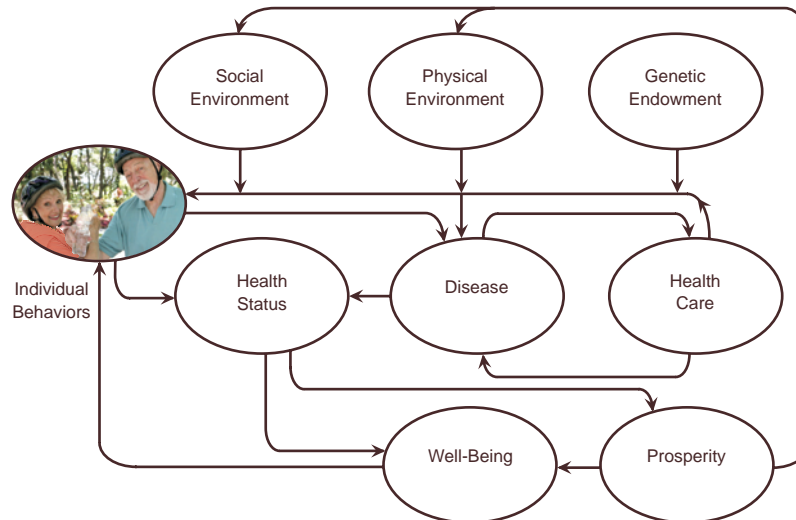 Social
Environment
Physical
Environment
Genetic
Endowment
Individual
Behaviors
Health
Status
Disease
Health
Care
Well-Being
Prosperity